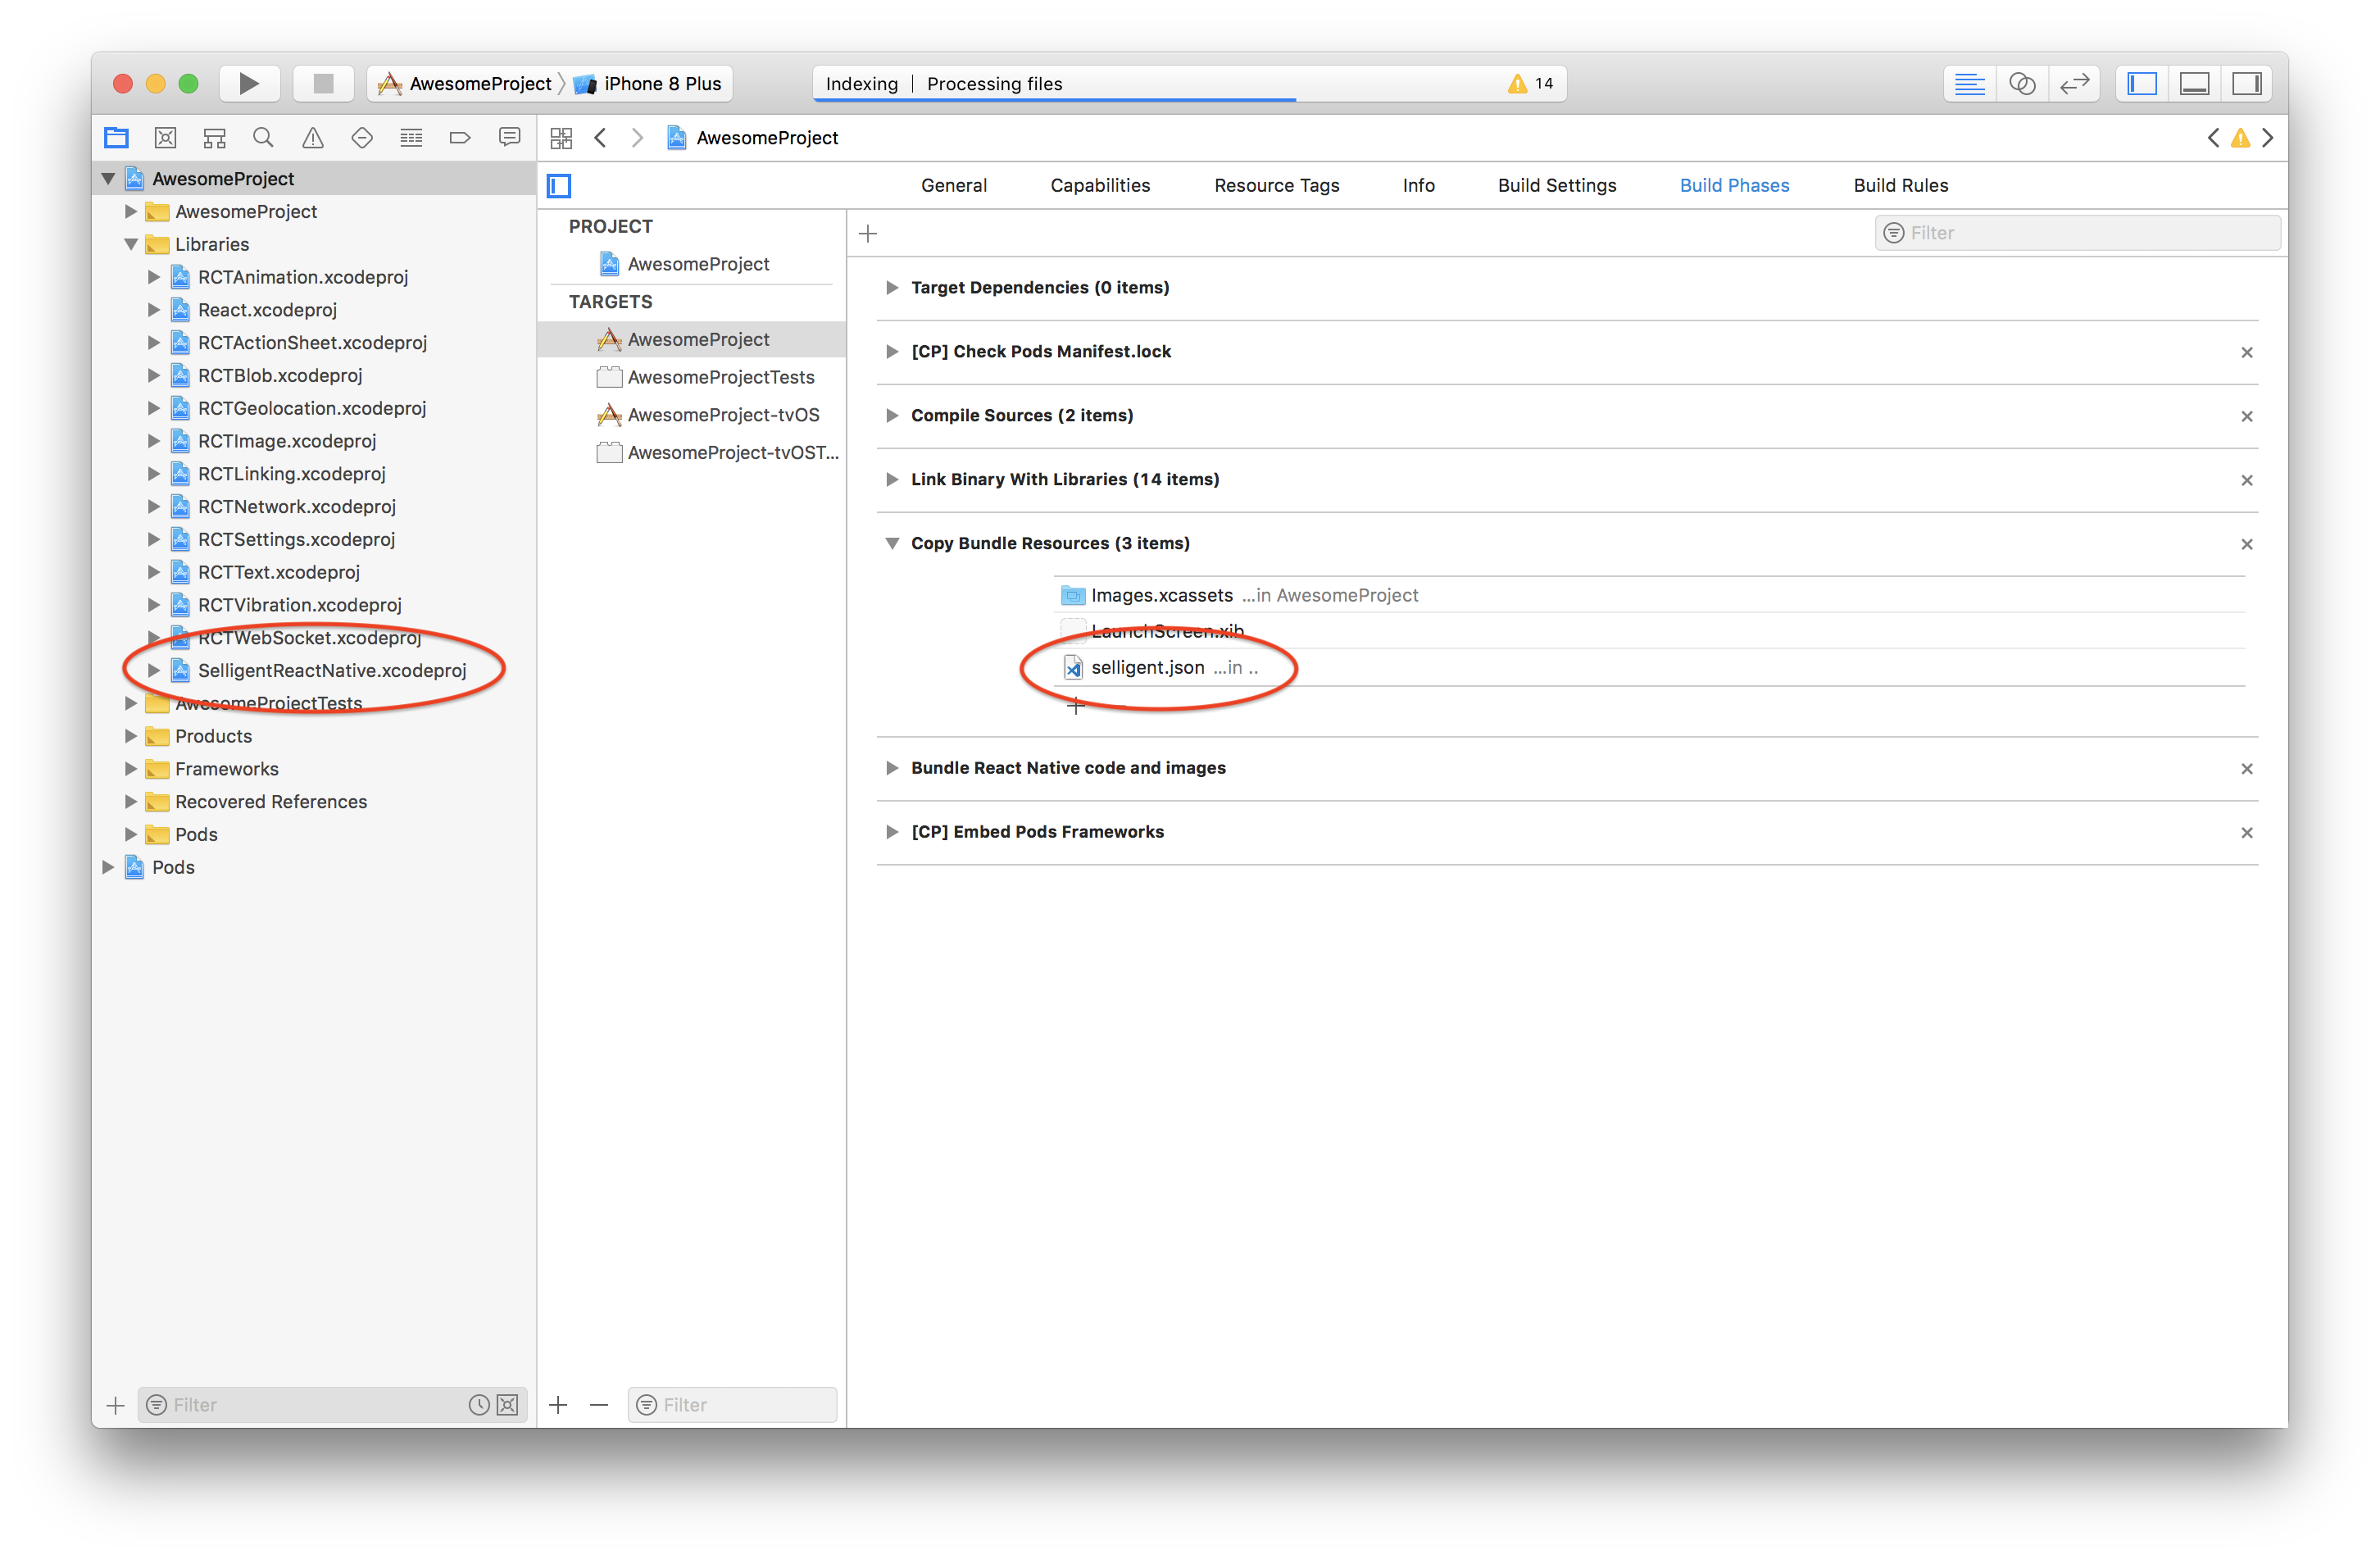 AwesomeProject
iPhone 8 Plus
Indexing
Processing files
14
AwesomeProject
AwesomeProject
AwesomeProject
Libraries
RCTAnimation.xcodeproj
React.xcodeproj
RCTActionSheet.xcodeproj
RCTBlob.xcodeproj
RCTGeolocation.xcodeproj
RCTImage.xcodeproj
RCTLinking.xcodeproj
RCTNetwork.xcodeproj
RCTSettings.xcodeproj
RCTText.xcodeproj
RCTVibration.xcodeproj
RCTWebSocket.xcodeproj
SelligentReactNative.xcodeproj
AwesomeProjectTests
Products
Frameworks
Recovered References
Pods
Pods
Filter
General
Capabilities
Resource Tags
Info
Build Settings
Build Phases
Build Rules
PROJECT
AwesomeProject
TARGETS
AwesomeProject
AwesomeProjectTests
AwesomeProject-tvOS
AwesomeProject-tvOST...
Filter
Filter
Target Dependencies (0 items)
[CP] Check Pods Manifest.lock
Compile Sources (2 items)
Link Binary With Libraries (14 items)
Copy Bundle Resources (3 items)
Images.xcassets ...in AwesomeProject
LaunchScreen.xib
selligent.json ...in ..
Bundle React Native code and images
[CP] Embed Pods Frameworks